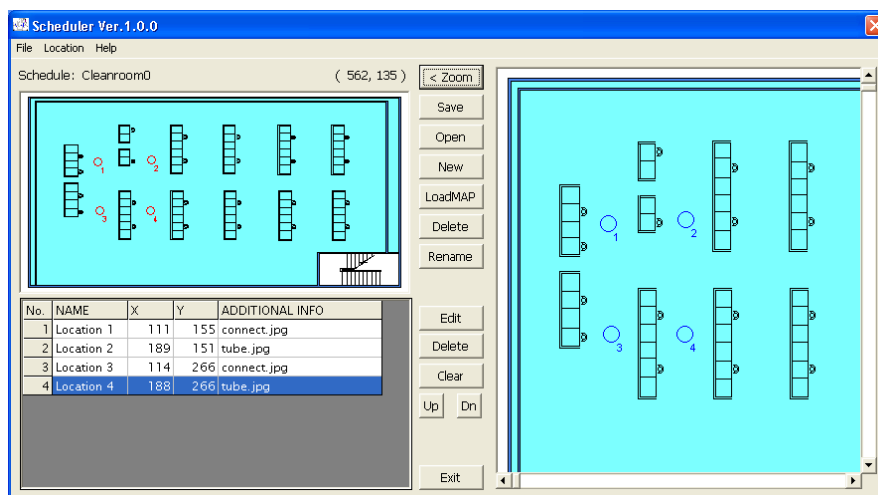 Scheduler Ver.1.0.0
File Location Help
Schedule: Cleanroom0 ( 562, 135 )
1
2
3
4
No. NAME X Y ADDITIONAL INFO
1 Location 1 111 155 connect.jpg
2 Location 2 189 151 tube.jpg
3 Location 3 114 266 connect.jpg
4 Location 4 188 266 tube.jpg
< Zoom
Save
Open
New
LoadMAP
Delete
Rename
Edit
Delete
Clear
Up Dn
Exit
1
2
3
4